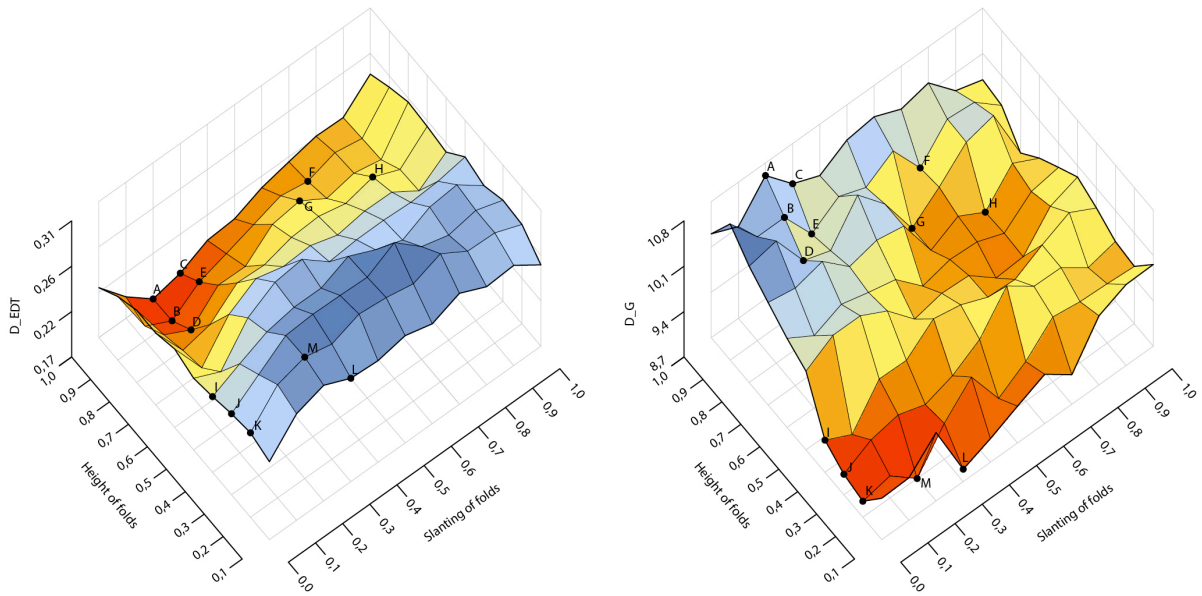 D_EDT
0,31
0,26
0,22
0,17
1,0
0,9
0,8
0,7
0,6
0,5
0,4
0,3
0,2
0,1
Height of folds
0,0
0,1
0,2
0,3
0,4
0,5
0,6
0,7
0,8
0,9
1,0
Slanting of folds
A
B
C
D
E
F
G
H
I
J
K
L
M
D_G
10,8
10,1
9,4
8,7
1,0
0,9
0,8
0,7
0,6
0,5
0,4
0,3
0,2
0,1
Height of folds
0,0
0,1
0,2
0,3
0,4
0,5
0,6
0,7
0,8
0,9
1,0
Slanting of folds
A
B
C
D
E
F
G
H
I
J
K
L
M